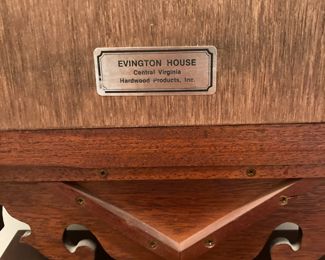 EVINGTON HOUSE
Central Virginia
Hardwood Products, Inc.